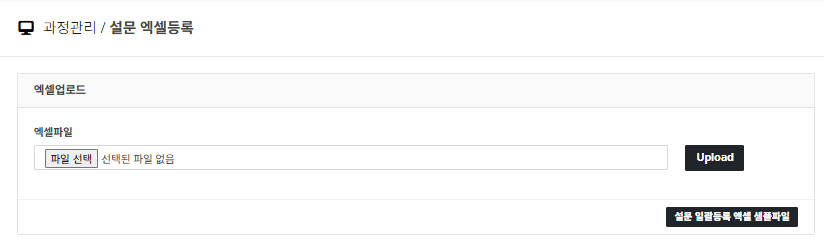 과정관리 / 설문 엑셀등록
엑셀업로드
엑셀파일
파일 선택 선택된 파일 없음
Upload
설문 일괄등록 엑셀 샘플파일